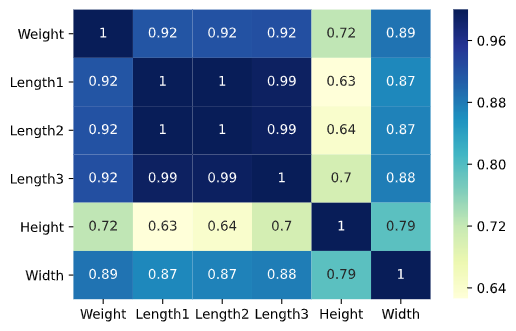 Weight 1 0.92 0.92 0.92 0.72 0.89
Length1 0.92 1 1 0.99 0.63 0.87
Length2 0.92 1 1 0.99 0.64 0.87
Length3 0.92 0.99 0.99 1 0.7 0.88
Height 0.72 0.63 0.64 0.7 1 0.79
Width 0.89 0.87 0.87 0.88 0.79 1
Weight Length1 Length2 Length3 Height Width
0.96
0.88
0.80
0.72
0.64